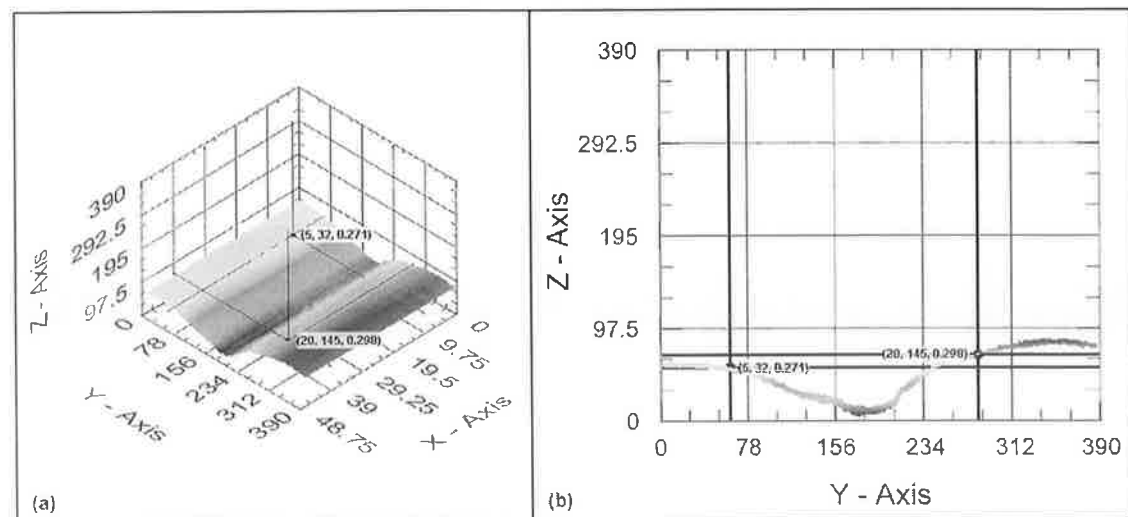 390
292.5
195
97.5
0
Z - Axis
0
78
156
234
312
390
Y - Axis
0
9.75
19.5
29.25
39
48.75
X - Axis
(5, 32, 0.271)
(20, 145, 0.298)
(a)
390
292.5
195
97.5
0
Z - Axis
(20, 145, 0.298)
(5, 32, 0.271)
0
78
156
234
312
390
Y - Axis
(b)